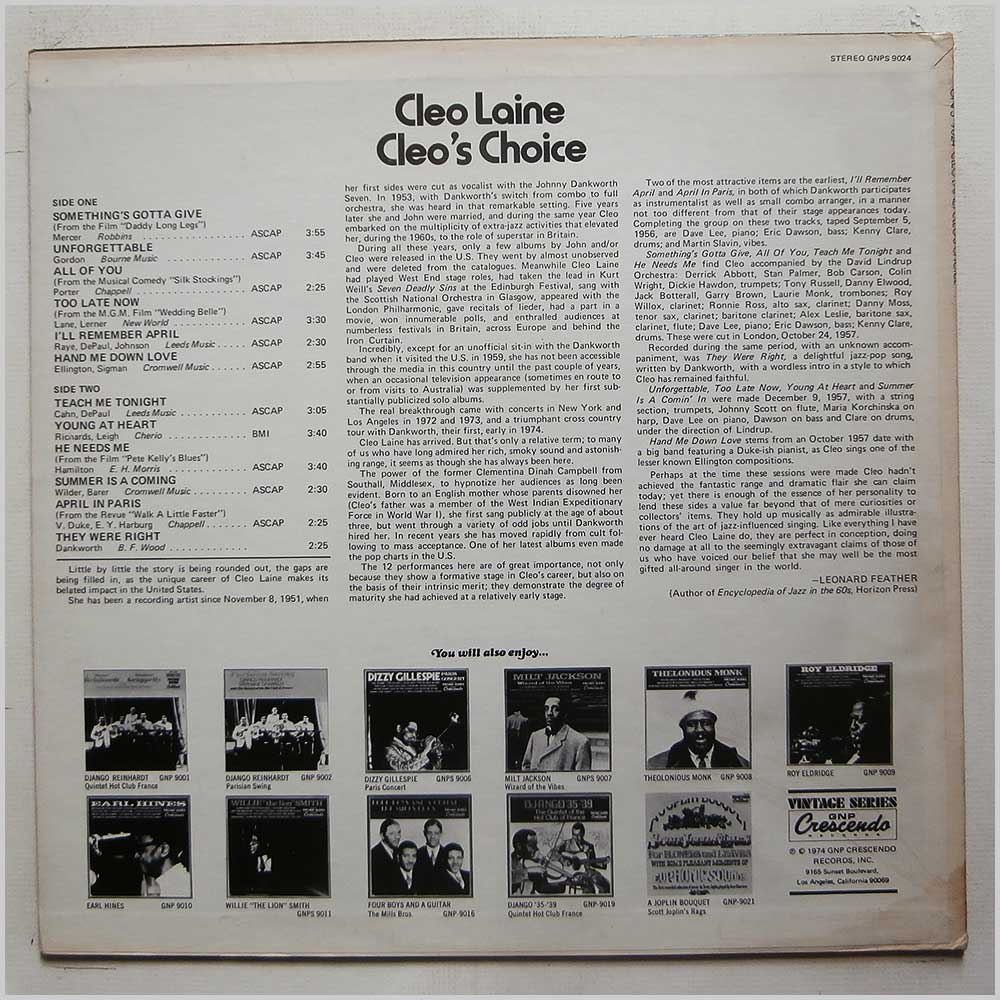 STEREO GNPS 9024
Cleo Laine
Cleo's Choice
SIDE ONE
SOMETHING'S GOTTA GIVE
(From the Film "Daddy Long Legs")
Mercer Robbins . . . . . . . . . . . . . . . . . ASCAP 3:55
UNFORGETTABLE
Gordon Bourne Music . . . . . . . . . . . . . ASCAP 3:45
ALL OF YOU
(From the Musical Comedy "Silk Stockings")
Porter Chappell . . . . . . . . . . . . . . . . . ASCAP 2:25
TOO LATE NOW
(From the M.G.M. Film "Wedding Belle")
Lane, Lerner New World . . . . . . . . . . . ASCAP 3:30
I'LL REMEMBER APRIL
Raye, DePaul, Johnson Leeds Music . . . . . ASCAP 2:30
HAND ME DOWN LOVE
Ellington, Sigman Cromwell Music . . . . . . ASCAP 2:55
SIDE TWO
TEACH ME TONIGHT
Cahn, DePaul Leeds Music . . . . . . . . . . ASCAP 3:05
YOUNG AT HEART
Richards, Leigh Cherio . . . . . . . . . . . . BMI 3:40
HE NEEDS ME
(From the Film "Pete Kelly's Blues")
Hamilton E. H. Morris . . . . . . . . . . . . . ASCAP 3:40
SUMMER IS A COMING
Wilder, Barer Cromwell Music . . . . . . . . . ASCAP 2:30
APRIL IN PARIS
(From the Revue "Walk A Little Faster")
V. Duke, E. Y. Harburg Chappell . . . . . . . ASCAP 2:25
THEY WERE RIGHT
Dankworth B. F. Wood . . . . . . . . . . . . . 2:25
Little by little the story is being rounded out, the gaps are
being filled in, as the unique career of Cleo Laine makes its
belated impact in the United States.
She has been a recording artist since November 8, 1951, when
her first sides were cut as vocalist with the Johnny Dankworth
Seven. In 1953, with Dankworth's switch from combo to full
orchestra, she was heard in that remarkable setting. Five years
later she and John were married, and during the same year Cleo
embarked on the multiplicity of extra-jazz activities that elevated
her, during the 1960s, to the role of superstar in Britain.
During all these years, only a few albums by John and/or
Cleo were released in the U.S. They went by almost unobserved
and were deleted from the catalogues. Meanwhile Cleo Laine
had played West End stage roles, had taken the lead in Kurt
Weill's Seven Deadly Sins at the Edinburgh Festival, sang with
the Scottish National Orchestra in Glasgow, appeared with the
London Philharmonic, gave recitals of lieder, had a part in a
movie, won innumerable polls, and enthralled audiences at
numberless festivals in Britain, across Europe and behind the
Iron Curtain.
Incredibly, except for an unofficial sit-in with the Dankworth
band when it visited the U.S. in 1959, she has not been accessible
through the media in this country until the past couple of years,
when an occasional television appearance (sometimes en route to
or from visits to Australia) was supplemented by her first sub-
stantially publicized solo albums.
The real breakthrough came with concerts in New York and
Los Angeles in 1972 and 1973, and a triumphant cross country
tour with Dankworth, their first, early in 1974.
Cleo Laine has arrived. But that's only a relative term; to many
of us who have long admired her rich, smoky sound and astonish-
ing range, it seems as though she has always been here.
The power of the former Clementina Dinah Campbell from
Southall, Middlesex, to hypnotize her audiences has long been
evident. Born to an English mother whose parents disowned her
(Cleo's father was a member of the West Indian Expeditionary
Force in World War I), she first sang publicly at the age of about
three, but went through a variety of odd jobs until Dankworth
hired her. In recent years she has moved rapidly from cult fol-
lowing to mass acceptance. One of her latest albums even made
the pop charts in the U.S.
The 12 performances here are of great importance, not only
because they show a formative stage in Cleo's career, but also on
the basis of their intrinsic merit; they demonstrate the degree of
maturity she had achieved at a relatively early stage.
Two of the most attractive items are the earliest, I'll Remember
April and April In Paris, in both of which Dankworth participates
as instrumentalist as well as small combo arranger, in a manner
not too different from that of their stage appearances today.
Completing the group on these two tracks, taped September 5,
1956, are Dave Lee, piano; Eric Dawson, bass; Kenny Clare,
drums; and Martin Slavin, vibes.
Something's Gotta Give, All Of You, Teach Me Tonight and
He Needs Me find Cleo accompanied by the David Lindrup
Orchestra: Derrick Abbott, Stan Palmer, Bob Carson, Colin
Wright, Dickie Hawdon, trumpets; Tony Russell, Danny Elwood,
Jack Botterall, Garry Brown, Laurie Monk, trombones; Roy
Willox, clarinet; Ronnie Ross, alto sax, clarinet; Danny Moss,
tenor sax, clarinet; baritone clarinet; Alex Leslie, baritone sax,
clarinet, flute; Dave Lee, piano; Eric Dawson, bass; Kenny Clare,
drums. These were cut in London, October 24, 1957.
Recorded during the same period, with an unknown accom-
paniment, was They Were Right, a delightful jazz-pop song,
written by Dankworth, with a wordless intro in a style to which
Cleo has remained faithful.
Unforgettable, Too Late Now, Young At Heart and Summer
Is A Comin' In were made December 9, 1957, with a string
section, trumpets, Johnny Scott on flute, Maria Korchinska on
harp, Dave Lee on piano, Dawson on bass and Clare on drums,
under the direction of Lindrup.
Hand Me Down Love stems from an October 1957 date with
a big band featuring a Duke-ish pianist, as Cleo sings one of the
lesser known Ellington compositions.
Perhaps at the time these sessions were made Cleo hadn't
achieved the fantastic range and dramatic flair she can claim
today; yet there is enough of the essence of her personality to
lend these sides a value far beyond that of mere curiosities or
collectors' items. They hold up musically as admirable illustra-
tions of the art of jazz-influenced singing. Like everything I have
ever heard Cleo Laine do, they are perfect in conception, doing
no damage at all to the seemingly extravagant claims of those of
us who have voiced our belief that she may well be the most
gifted all-around singer in the world.
—LEONARD FEATHER
(Author of Encyclopedia of Jazz in the 60s, Horizon Press)
You will also enjoy...
DIZZY GILLESPIE
MILT JACKSON
Wizard of the Vibes
THELONIOUS MONK
ROY ELDRIDGE
DJANGO REINHARDT GNP 9001
Quintet Hot Club France
DJANGO REINHARDT GNP 9002
Parisian Swing
DIZZY GILLESPIE GNPS 9006
Paris Concert
MILT JACKSON GNPS 9007
Wizard of the Vibes
THEOLONIOUS MONK GNP 9008
ROY ELDRIDGE GNP 9009
EARL HINES
WILLIE "the lion" SMITH
DJANGO '35-'39
The Quintet of the
Hot Club of France
EARL HINES GNP 9010
WILLIE "THE LION" SMITH
GNPS 9011
FOUR BOYS AND A GUITAR
The Mills Bros. GNP-9016
DJANGO '35-'39 GNP-9019
Quintet Hot Club France
A JOPLIN BOUQUET GNP-9021
Scott Joplin's Rags
VINTAGE SERIES
GNP
Crescendo
RECORDS
© ℗ 1974 GNP CRESCENDO
RECORDS, INC.
9165 Sunset Boulevard,
Los Angeles, California 90069